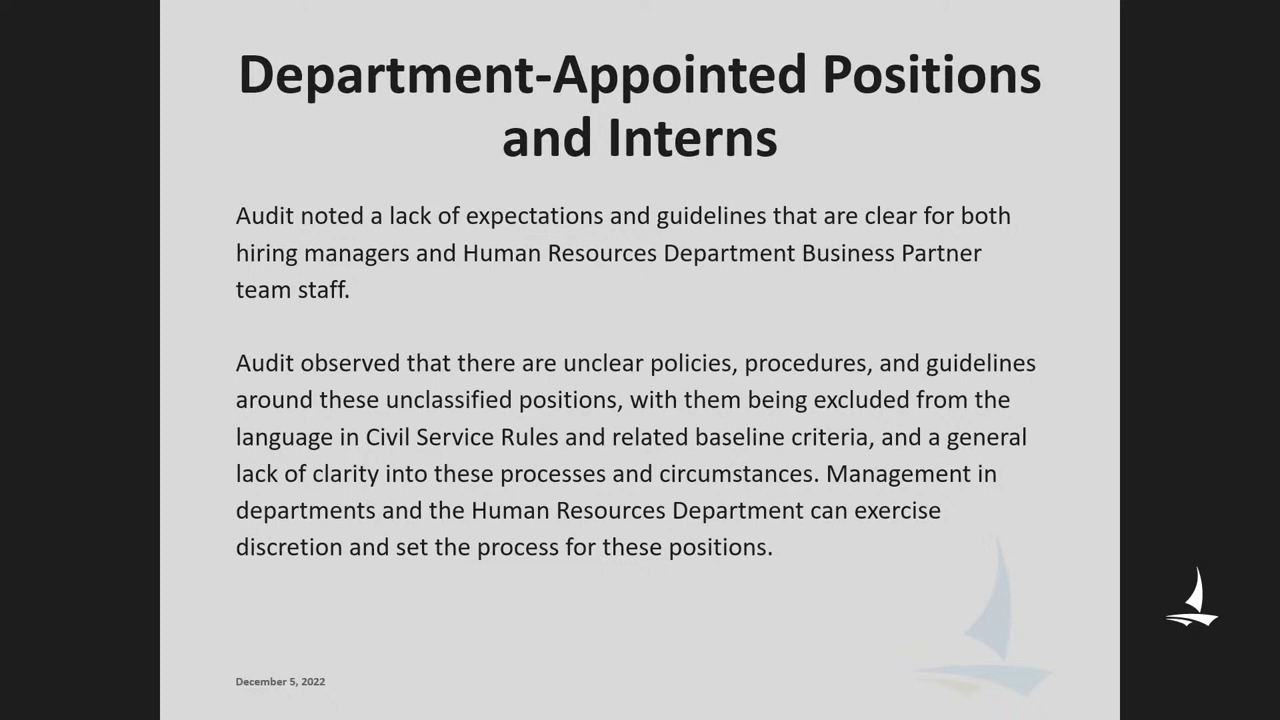 Department-Appointed Positions
and Interns
Audit noted a lack of expectations and guidelines that are clear for both
hiring managers and Human Resources Department Business Partner
team staff.
Audit observed that there are unclear policies, procedures, and guidelines
around these unclassified positions, with them being excluded from the
language in Civil Service Rules and related baseline criteria, and a general
lack of clarity into these processes and circumstances. Management in
departments and the Human Resources Department can exercise
discretion and set the process for these positions.
December 5, 2022